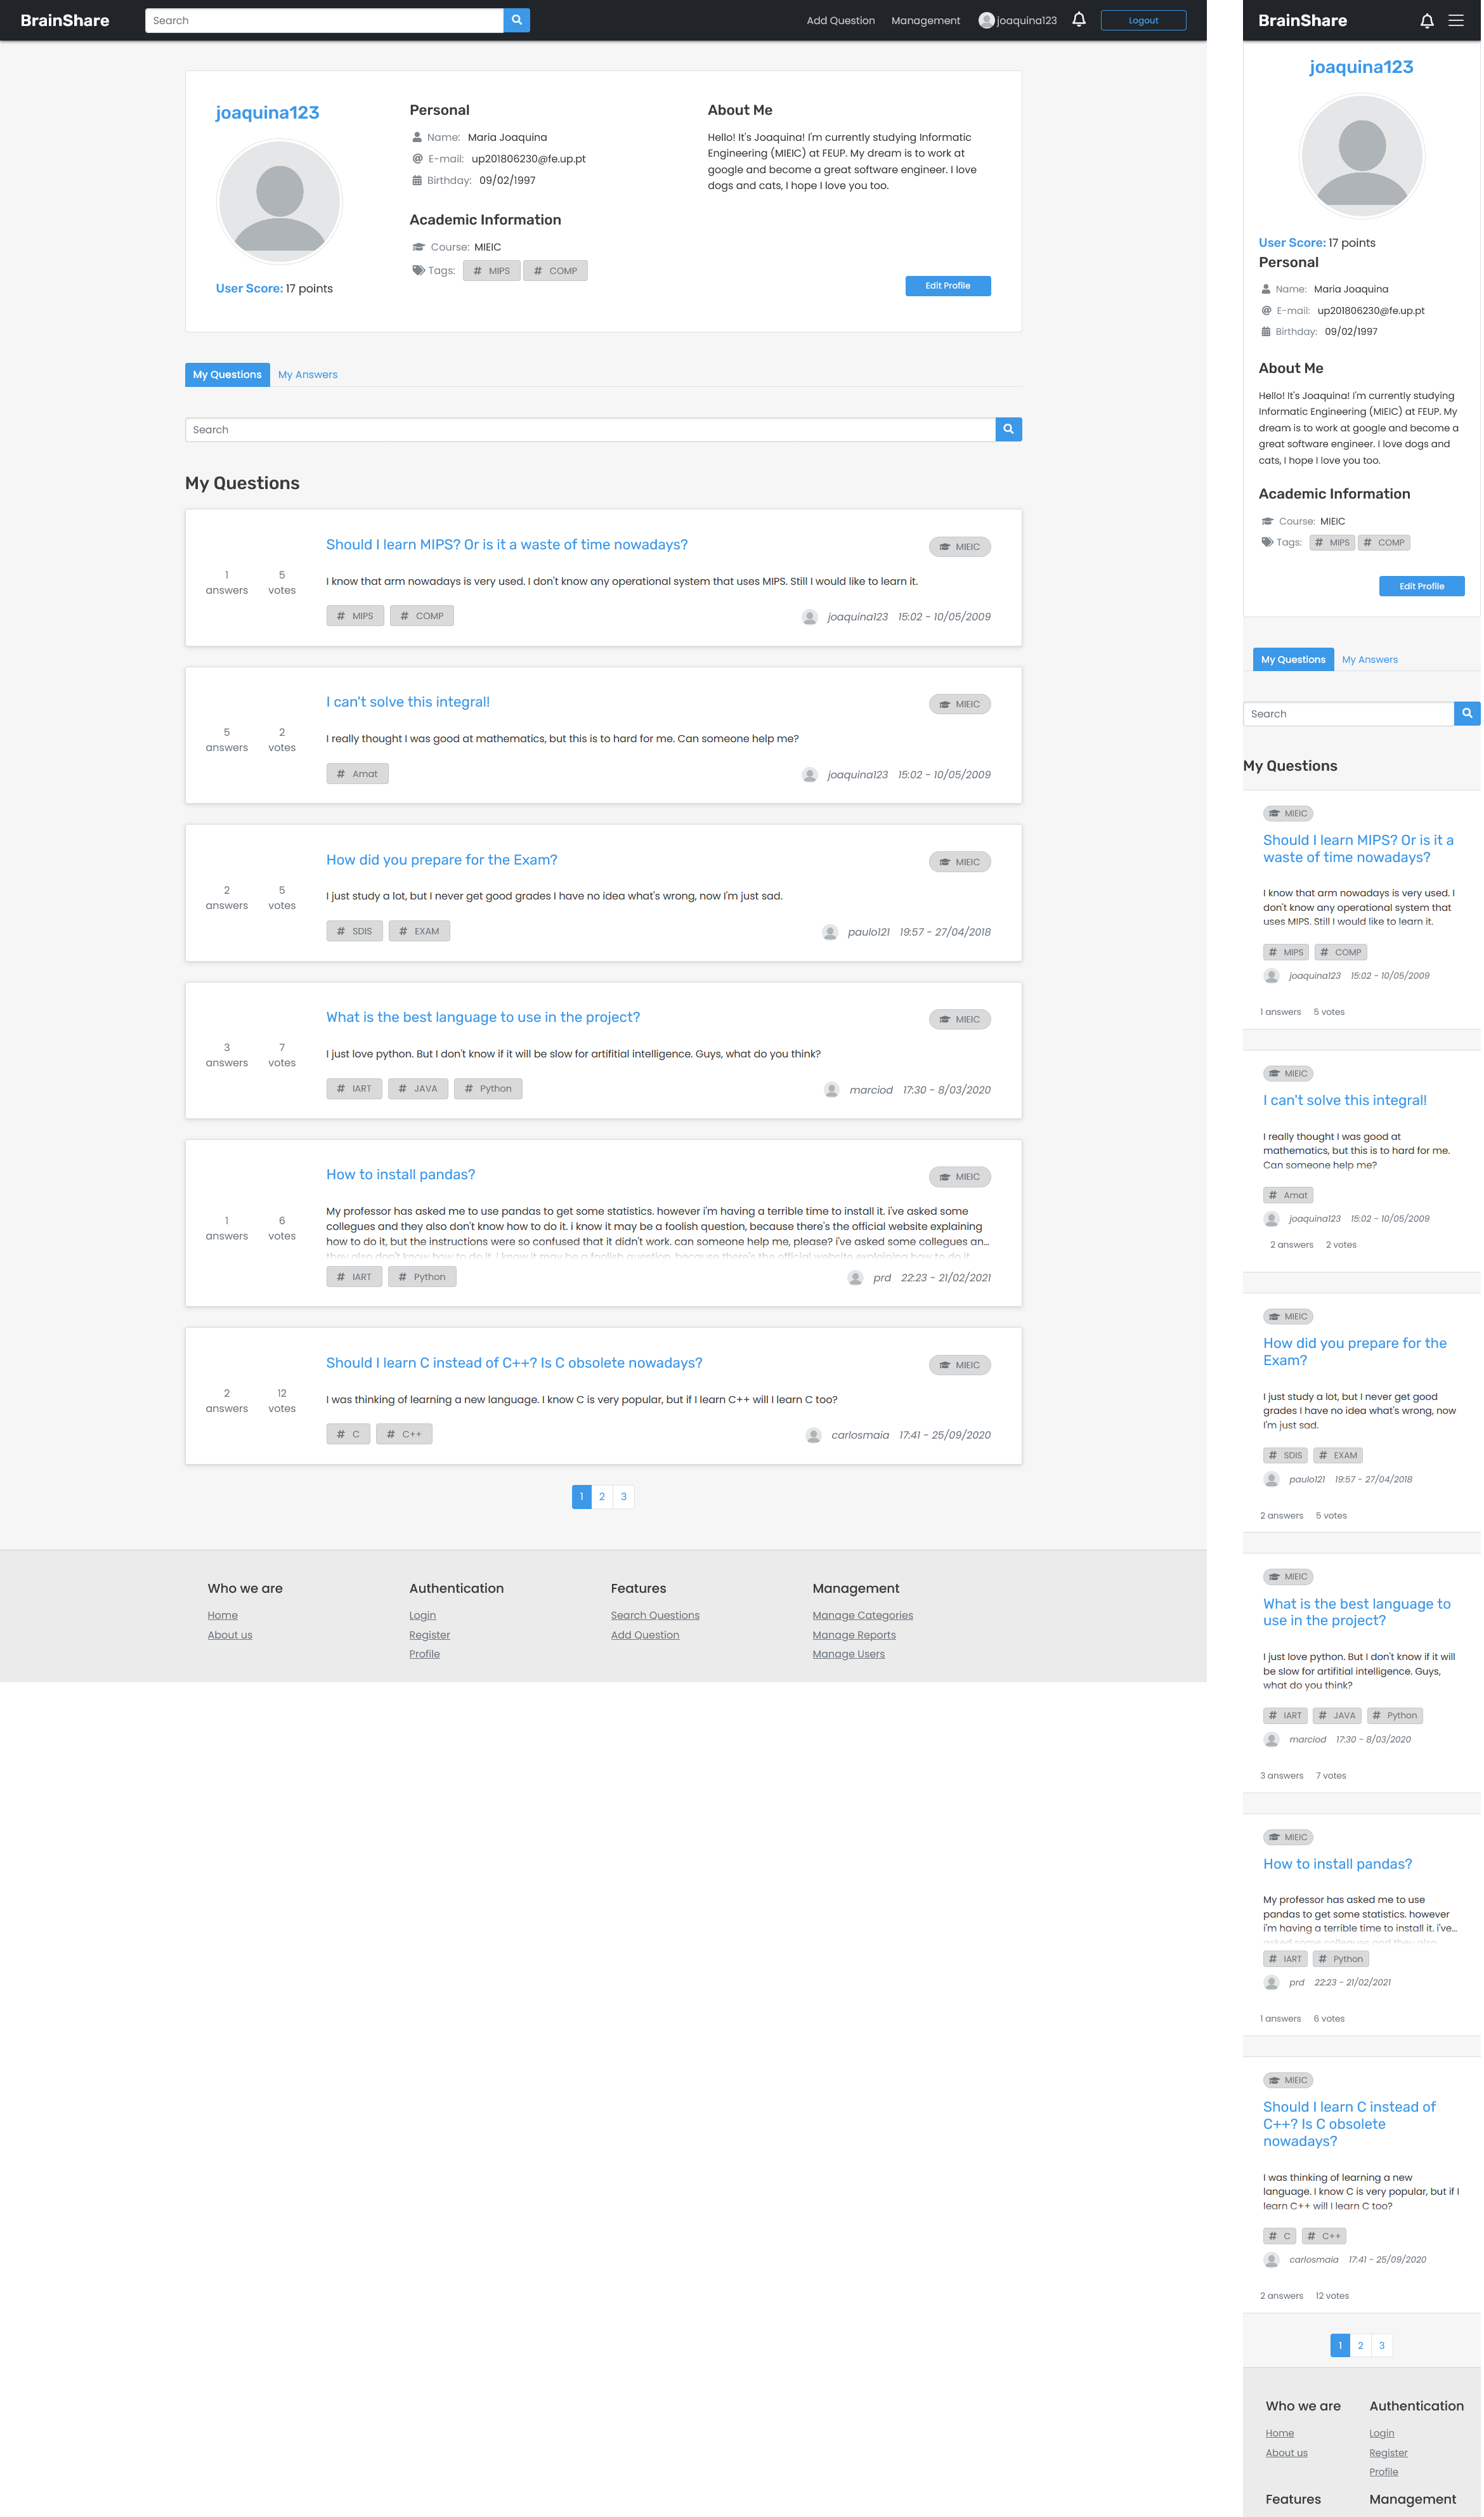 BrainShare
Search
Add Question
Management
joaquina123
Logout
joaquina123
User Score: 17 points
Personal
Name: Maria Joaquina
E-mail: up201806230@fe.up.pt
Birthday: 09/02/1997
Academic Information
Course: MIEIC
Tags: # MIPS # COMP
About Me
Hello! It's Joaquina! I'm currently studying Informatic
Engineering (MIEIC) at FEUP. My dream is to work at
google and become a great software engineer. I love
dogs and cats, I hope I love you too.
Edit Profile
My Questions
My Answers
Search
My Questions
Should I learn MIPS? Or is it a waste of time nowadays?
MIEIC
1 answers
5 votes
I know that arm nowadays is very used. I don't know any operational system that uses MIPS. Still I would like to learn it.
# MIPS # COMP
joaquina123 15:02 - 10/05/2009
I can't solve this integral!
MIEIC
5 answers
2 votes
I really thought I was good at mathematics, but this is to hard for me. Can someone help me?
# Amat
joaquina123 15:02 - 10/05/2009
How did you prepare for the Exam?
MIEIC
2 answers
5 votes
I just study a lot, but I never get good grades I have no idea what's wrong, now I'm just sad.
# SDIS # EXAM
paulo121 19:57 - 27/04/2018
What is the best language to use in the project?
MIEIC
3 answers
7 votes
I just love python. But I don't know if it will be slow for artifitial intelligence. Guys, what do you think?
# IART # JAVA # Python
marciod 17:30 - 8/03/2020
How to install pandas?
MIEIC
1 answers
6 votes
My professor has asked me to use pandas to get some statistics. however i'm having a terrible time to install it. i've asked some
collegues and they also don't know how to do it. i know it may be a foolish question, because there's the official website explaining
how to do it, but the instructions were so confused that it didn't work. can someone help me, please? i've asked some collegues an...
they also don't know how to do it. i know it may be a foolish question, because there's the official website explaining how to do it
# IART # Python
prd 22:23 - 21/02/2021
Should I learn C instead of C++? Is C obsolete nowadays?
MIEIC
2 answers
12 votes
I was thinking of learning a new language. I know C is very popular, but if I learn C++ will I learn C too?
# C # C++
carlosmaia 17:41 - 25/09/2020
1 2 3
Who we are
Home
About us
Authentication
Login
Register
Profile
Features
Search Questions
Add Question
Management
Manage Categories
Manage Reports
Manage Users
BrainShare
joaquina123
User Score: 17 points
Personal
Name: Maria Joaquina
E-mail: up201806230@fe.up.pt
Birthday: 09/02/1997
About Me
Hello! It's Joaquina! I'm currently studying
Informatic Engineering (MIEIC) at FEUP. My
dream is to work at google and become a
great software engineer. I love dogs and
cats, I hope I love you too.
Academic Information
Course: MIEIC
Tags: # MIPS # COMP
Edit Profile
My Questions
My Answers
Search
My Questions
MIEIC
Should I learn MIPS? Or is it a
waste of time nowadays?
I know that arm nowadays is very used. I
don't know any operational system that
uses MIPS. Still I would like to learn it.
# MIPS # COMP
joaquina123 15:02 - 10/05/2009
1 answers 5 votes
MIEIC
I can't solve this integral!
I really thought I was good at
mathematics, but this is to hard for me.
Can someone help me?
# Amat
joaquina123 15:02 - 10/05/2009
2 answers 2 votes
MIEIC
How did you prepare for the
Exam?
I just study a lot, but I never get good
grades I have no idea what's wrong, now
I'm just sad.
# SDIS # EXAM
paulo121 19:57 - 27/04/2018
2 answers 5 votes
MIEIC
What is the best language to
use in the project?
I just love python. But I don't know if it will
be slow for artifitial intelligence. Guys,
what do you think?
# IART # JAVA # Python
marciod 17:30 - 8/03/2020
3 answers 7 votes
MIEIC
How to install pandas?
My professor has asked me to use
pandas to get some statistics. however
i'm having a terrible time to install it. i've...
asked some collegues and they also
# IART # Python
prd 22:23 - 21/02/2021
1 answers 6 votes
MIEIC
Should I learn C instead of
C++? Is C obsolete
nowadays?
I was thinking of learning a new
language. I know C is very popular, but if I
learn C++ will I learn C too?
# C # C++
carlosmaia 17:41 - 25/09/2020
2 answers 12 votes
1 2 3
Who we are
Home
About us
Authentication
Login
Register
Profile
Features
Management